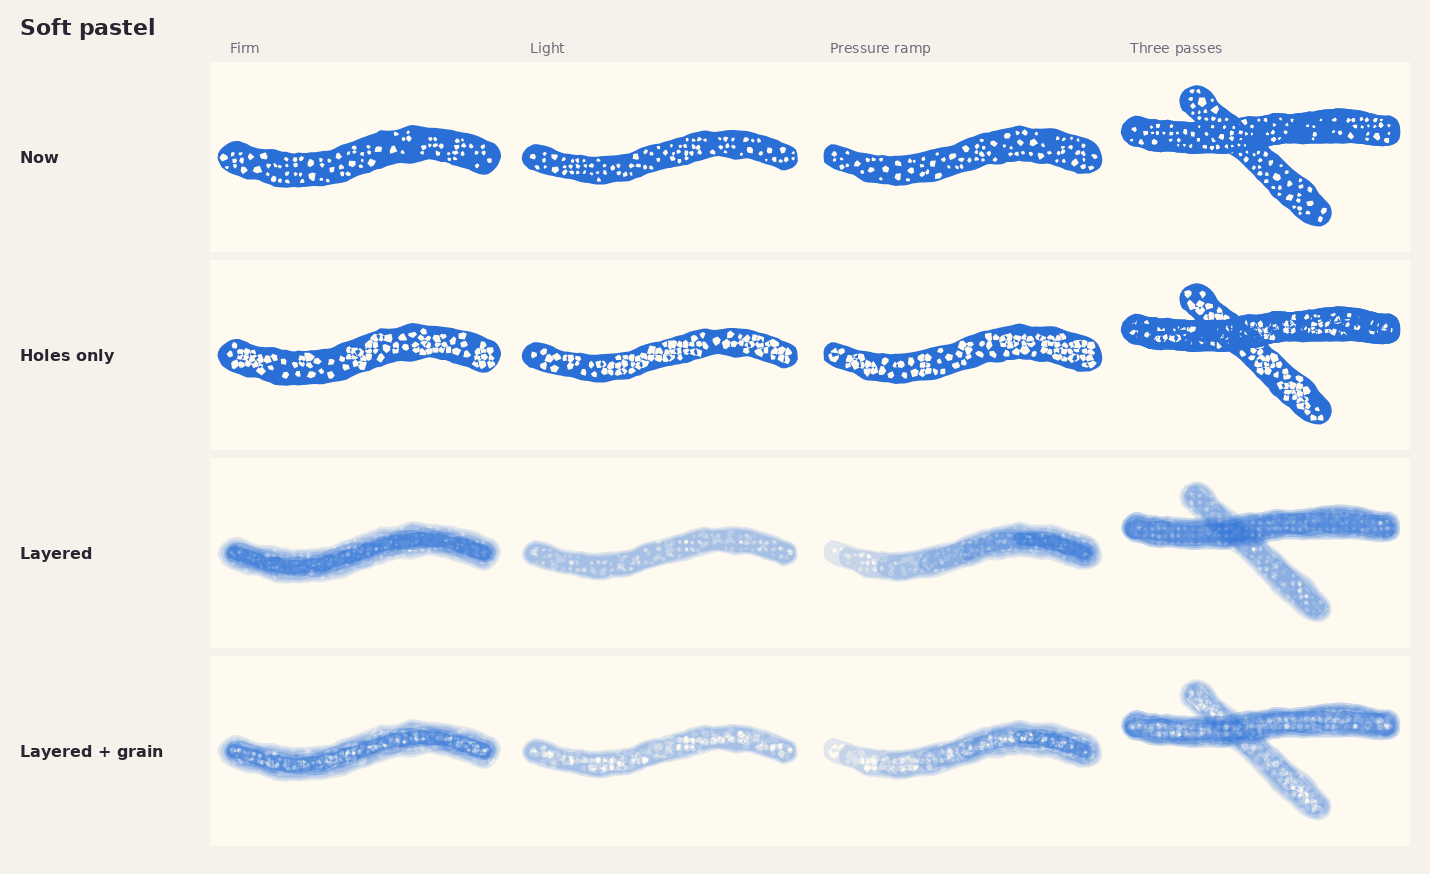 Soft pastel
Firm
Light
Pressure ramp
Three passes
Now
Holes only
Layered
Layered + grain